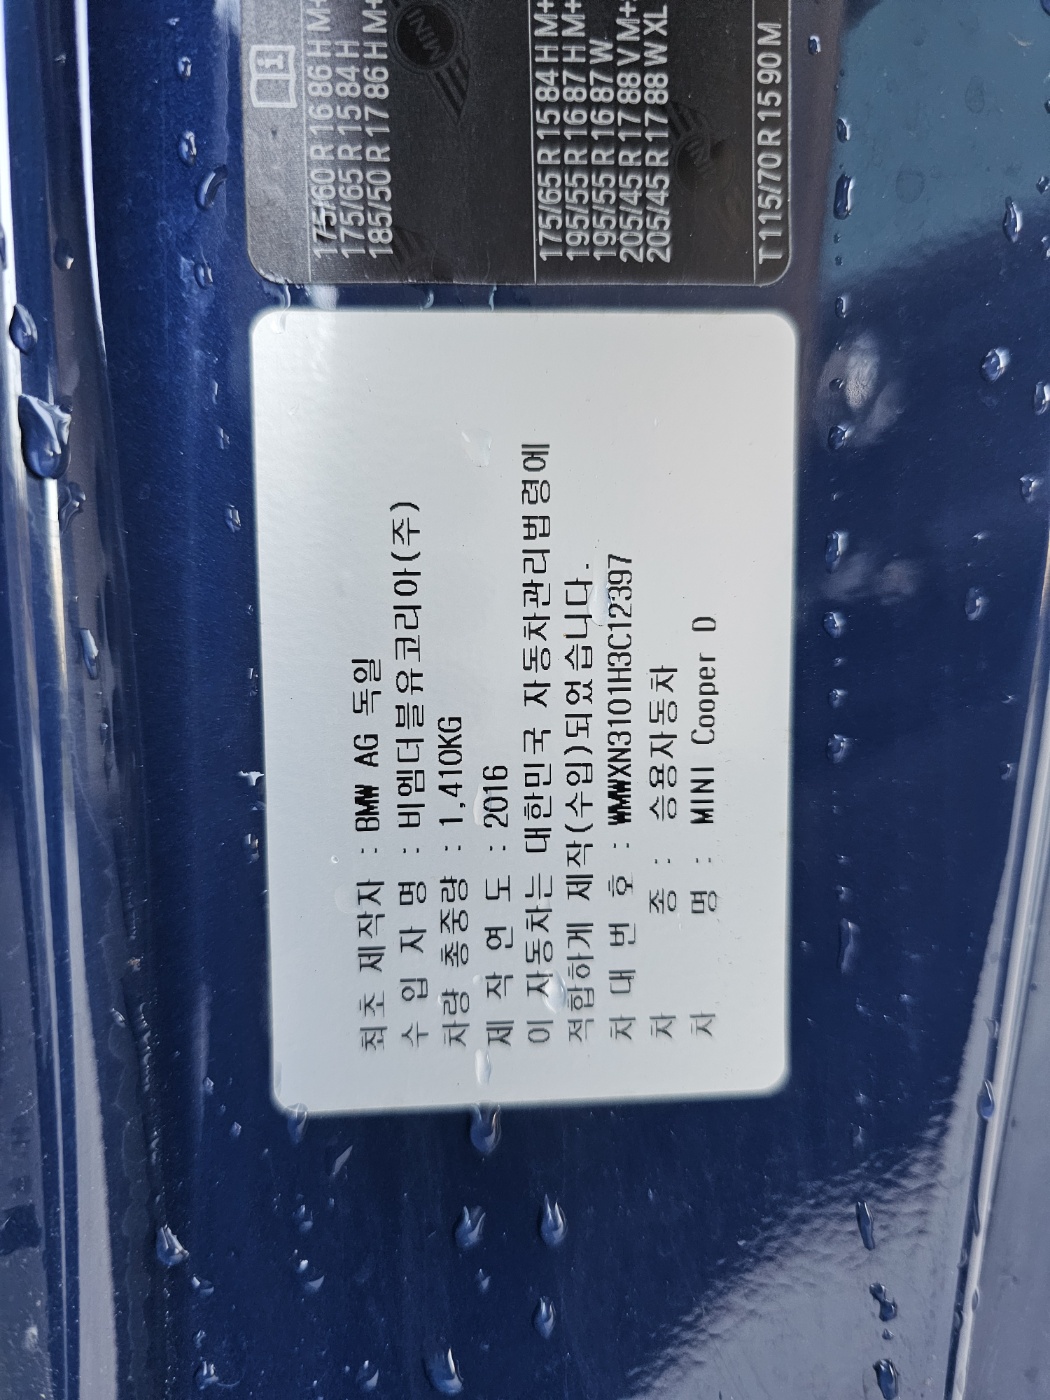 175/60 R 16 86 H M+
175/65 R 15 84 H
185/50 R 17 86 H M+
175/65 R 15 84 H M+
195/55 R 16 87 H M+
195/55 R 16 87 W
205/45 R 17 88 V M+
205/45 R 17 88 W XL
T 115/70 R 15 90 M
MINI
최초 제작자 : BMW AG 독일
수 입 자 명 : 비엠더블유코리아(주)
차량 총중량 : 1,410KG
제 작 연 도 : 2016
이 자동차는 대한민국 자동차관리법령에
적합하게 제작(수입)되었습니다.
차 대 번 호 : WMWXN3101H3C12397
차 종 : 승용자동차
차 명 : MINI Cooper D